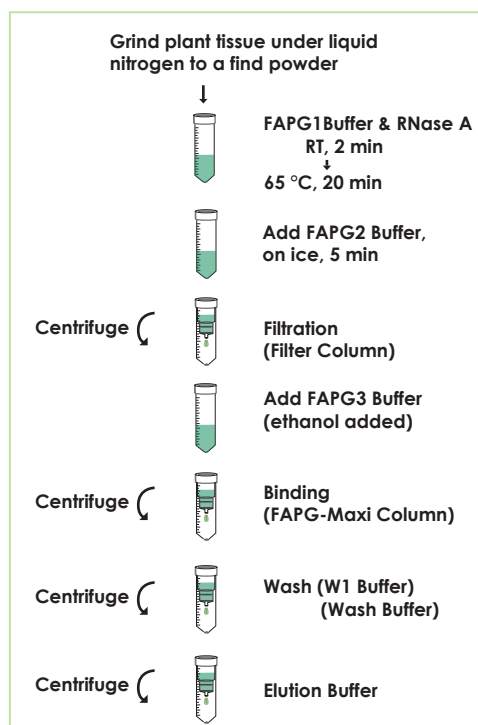 Grind plant tissue under liquid
nitrogen to a find powder
FAPG1Buffer & RNase A
RT, 2 min
65 °C, 20 min
Add FAPG2 Buffer,
on ice, 5 min
Centrifuge
Filtration
(Filter Column)
Add FAPG3 Buffer
(ethanol added)
Centrifuge
Binding
(FAPG-Maxi Column)
Centrifuge
Wash (W1 Buffer)
(Wash Buffer)
Centrifuge
Elution Buffer